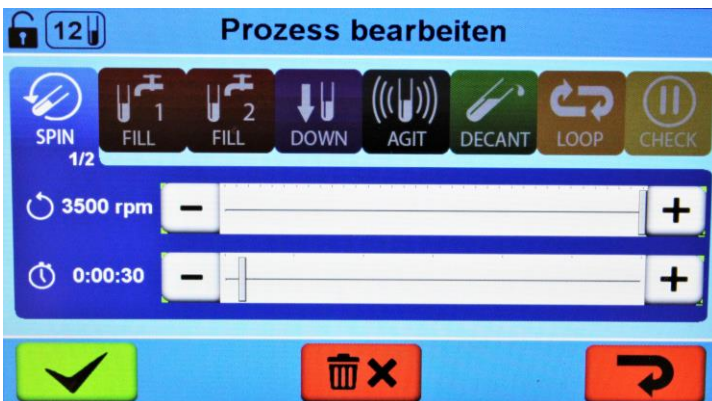 12
Prozess bearbeiten
SPIN
1/2
1
FILL
2
FILL
DOWN
AGIT
DECANT
LOOP
CHECK
3500 rpm
− +
0:00:30
− +